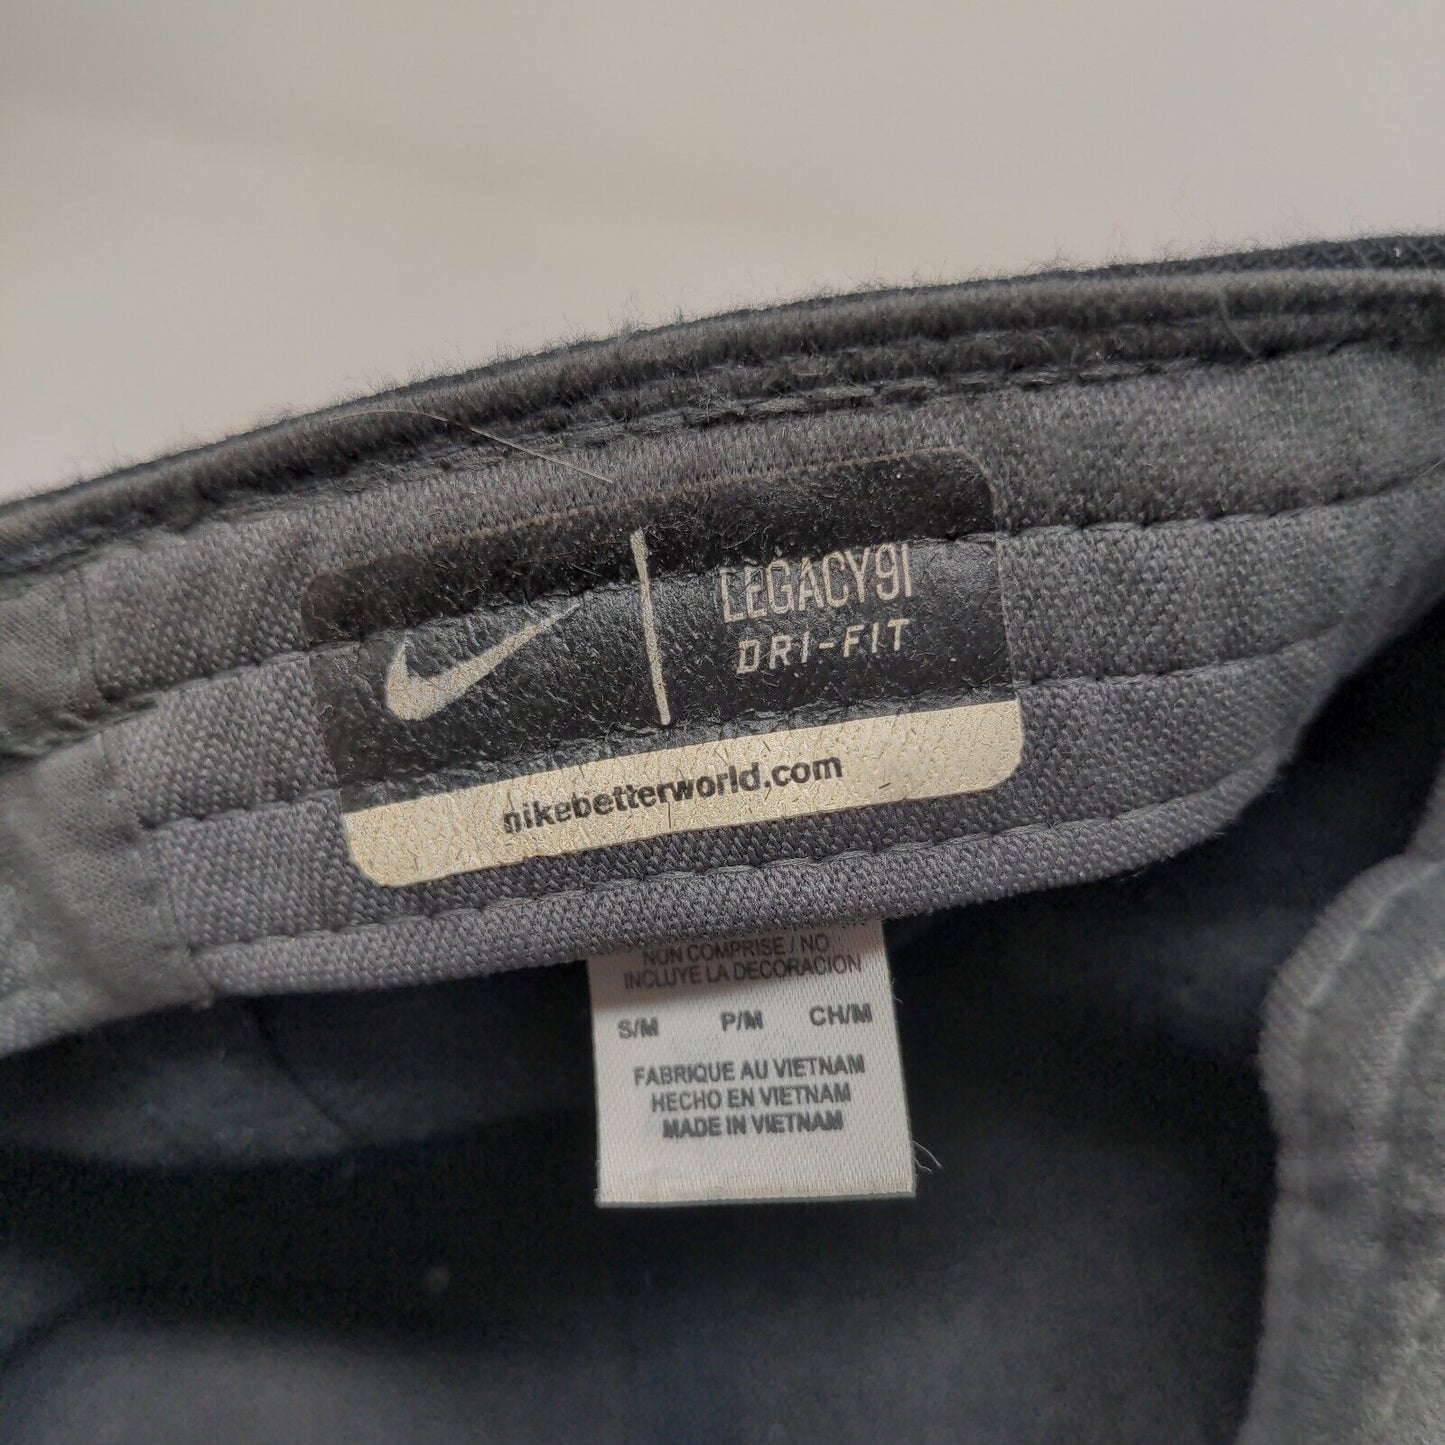 LEGACY91
DRI-FIT
nikebetterworld.com
NON COMPRISE / NO
INCLUYE LA DECORACION
S/M P/M CH/M
FABRIQUE AU VIETNAM
HECHO EN VIETNAM
MADE IN VIETNAM